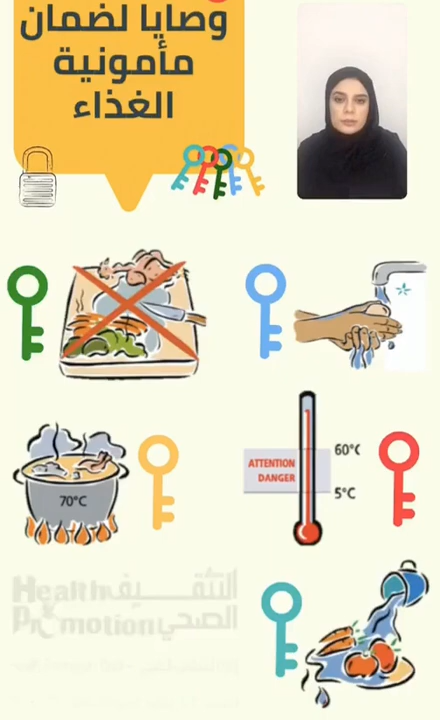 وصايا لضمان
مأمونية
الغذاء
70°C
60°C
ATTENTION
DANGER
5°C
Health التثقيف
Promotion الصحي